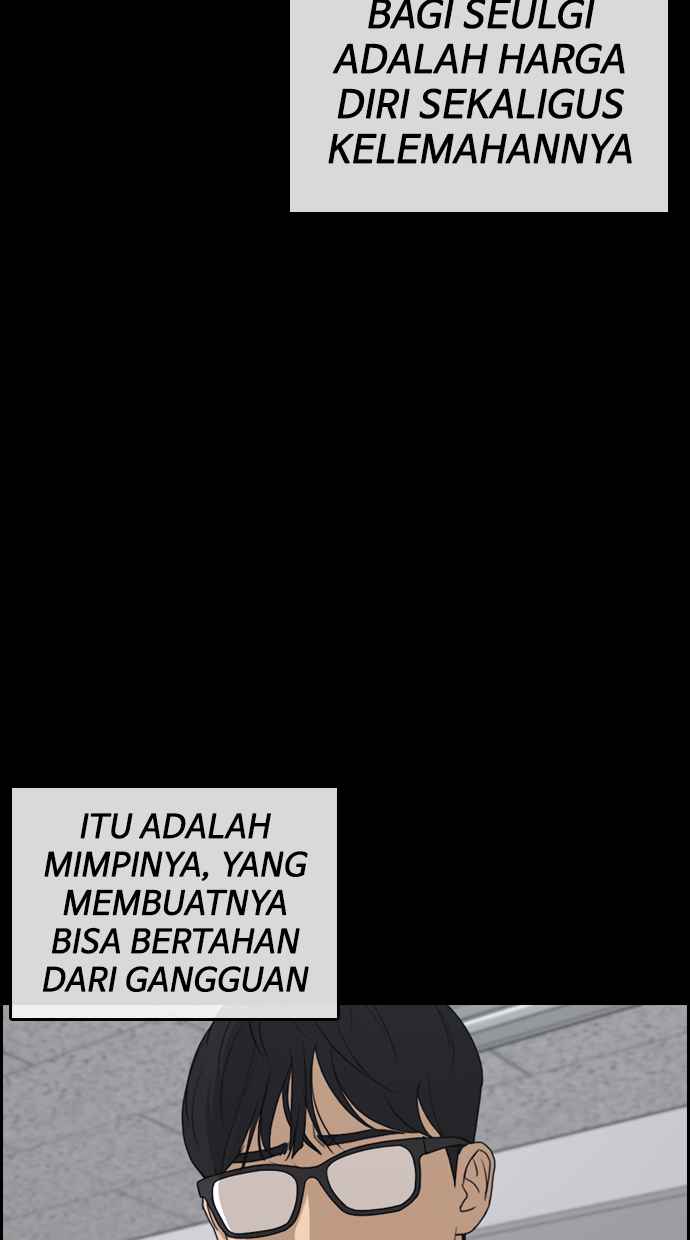 BAGI SEULGI
ADALAH HARGA
DIRI SEKALIGUS
KELEMAHANNYA
ITU ADALAH
MIMPINYA, YANG
MEMBUATNYA
BISA BERTAHAN
DARI GANGGUAN